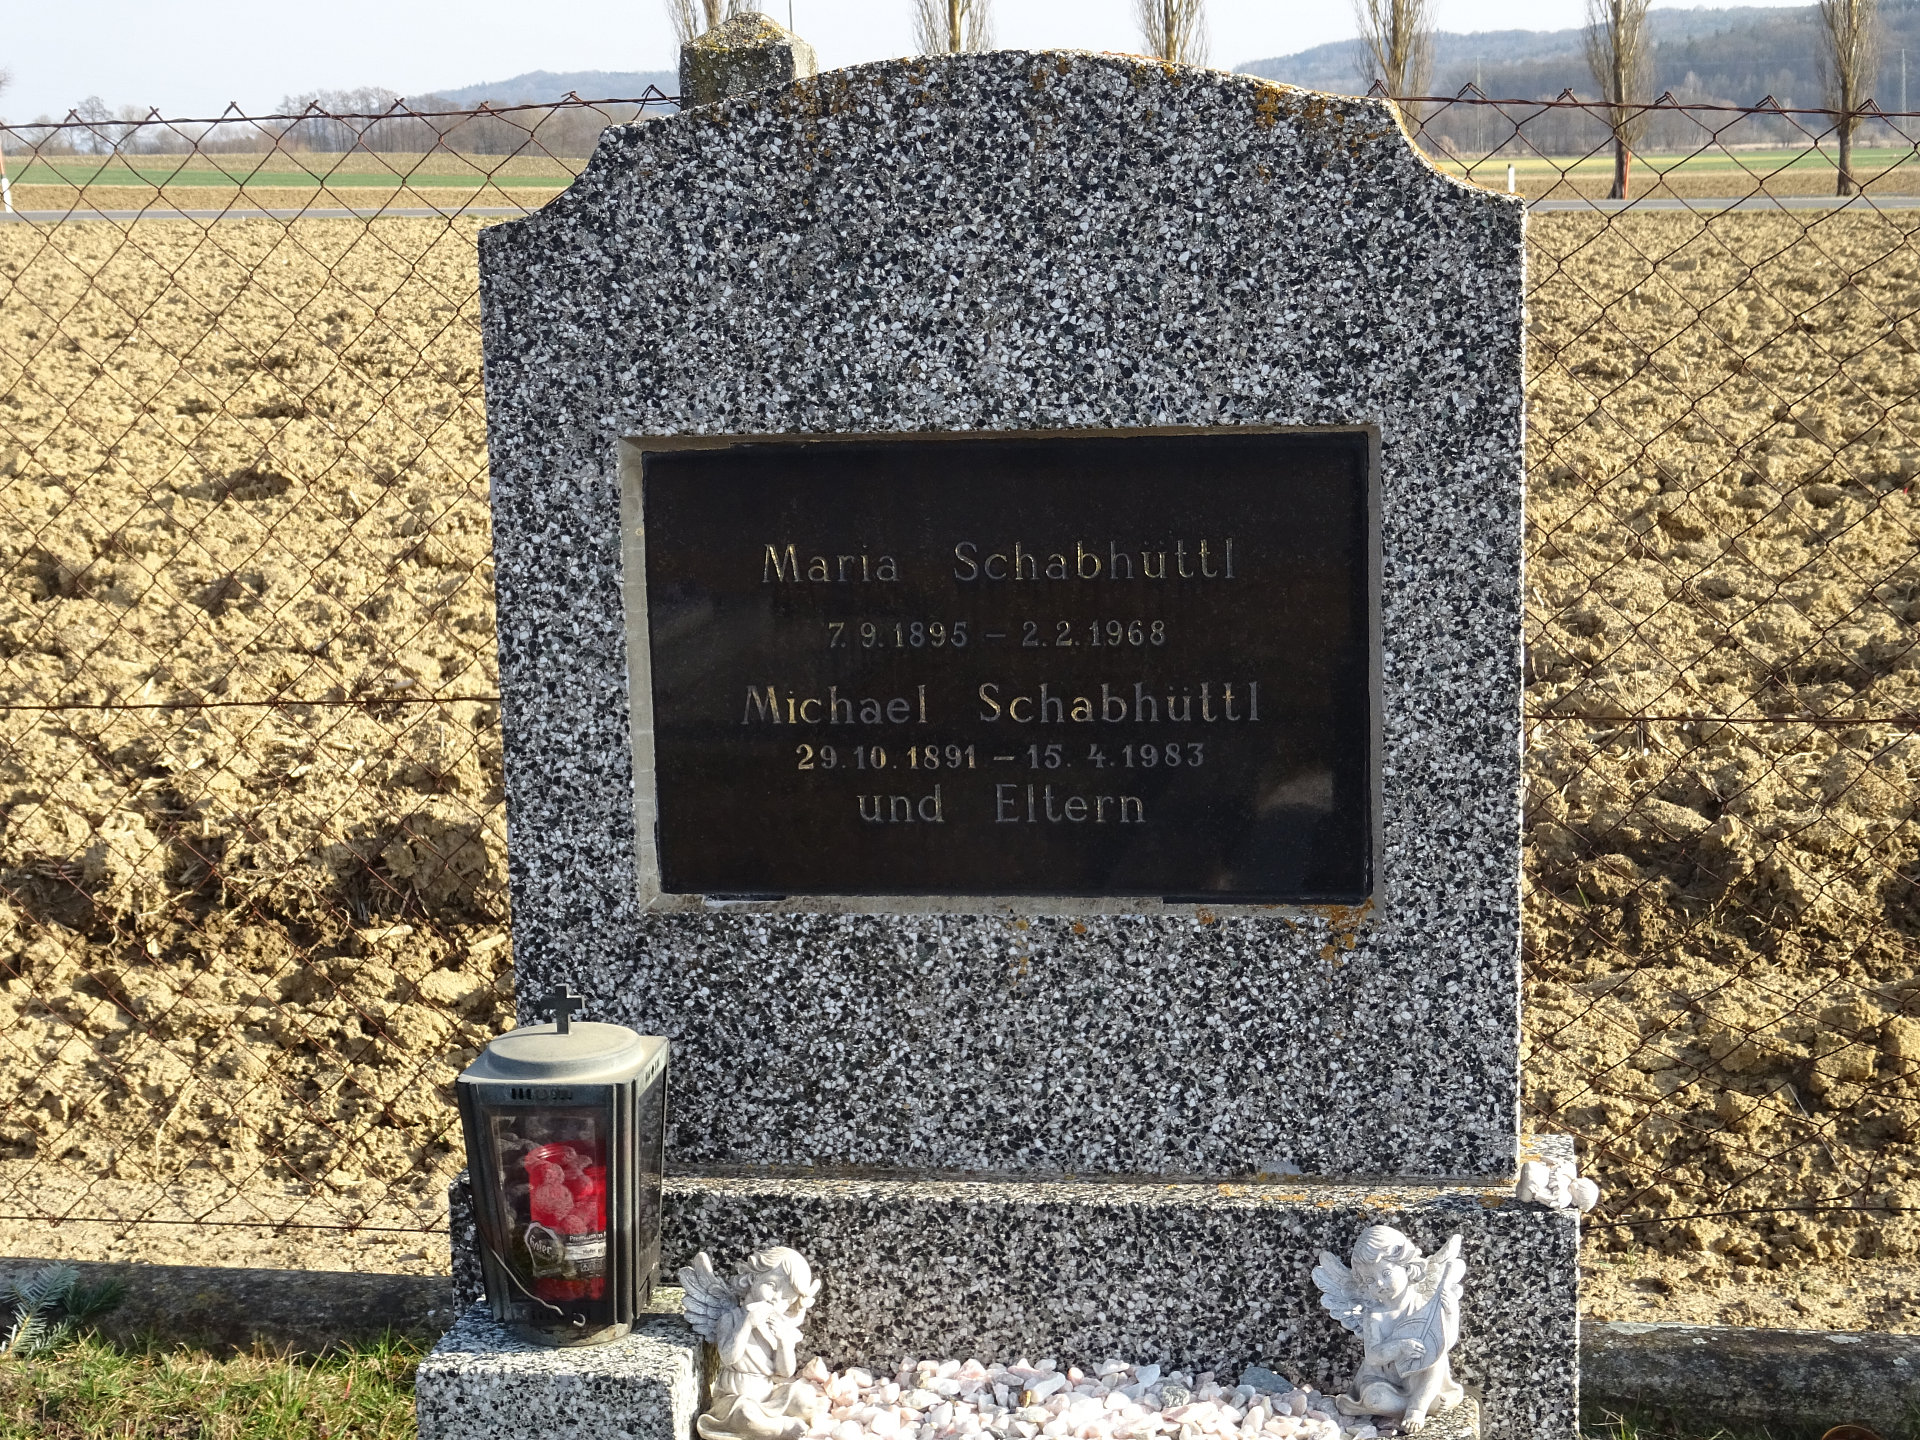 Maria Schabhüttl
7.9.1895 – 2.2.1968
Michael Schabhüttl
29.10.1891 – 15.4.1983
und Eltern